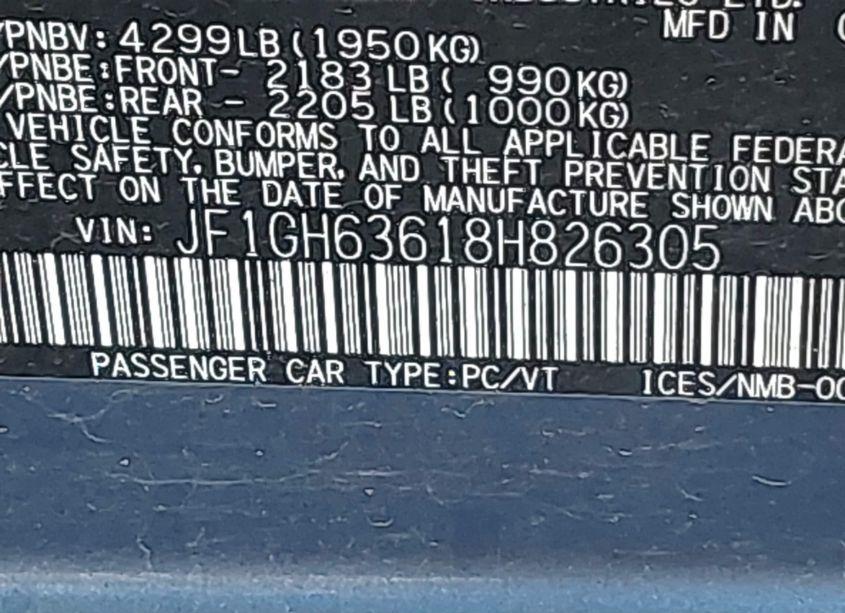 MFD IN
/PNBV: 4299LB(1950KG)
/PNBE:FRONT- 2183 LB( 990KG)
/PNBE:REAR - 2205 LB(1000KG)
VEHICLE CONFORMS TO ALL APPLICABLE FEDERA
CLE SAFETY, BUMPER, AND THEFT PREVENTION STA
FFECT ON THE DATE OF MANUFACTURE SHOWN ABO
VIN: JF1GH63618H826305
PASSENGER CAR TYPE:PC/VT ICES/NMB-00